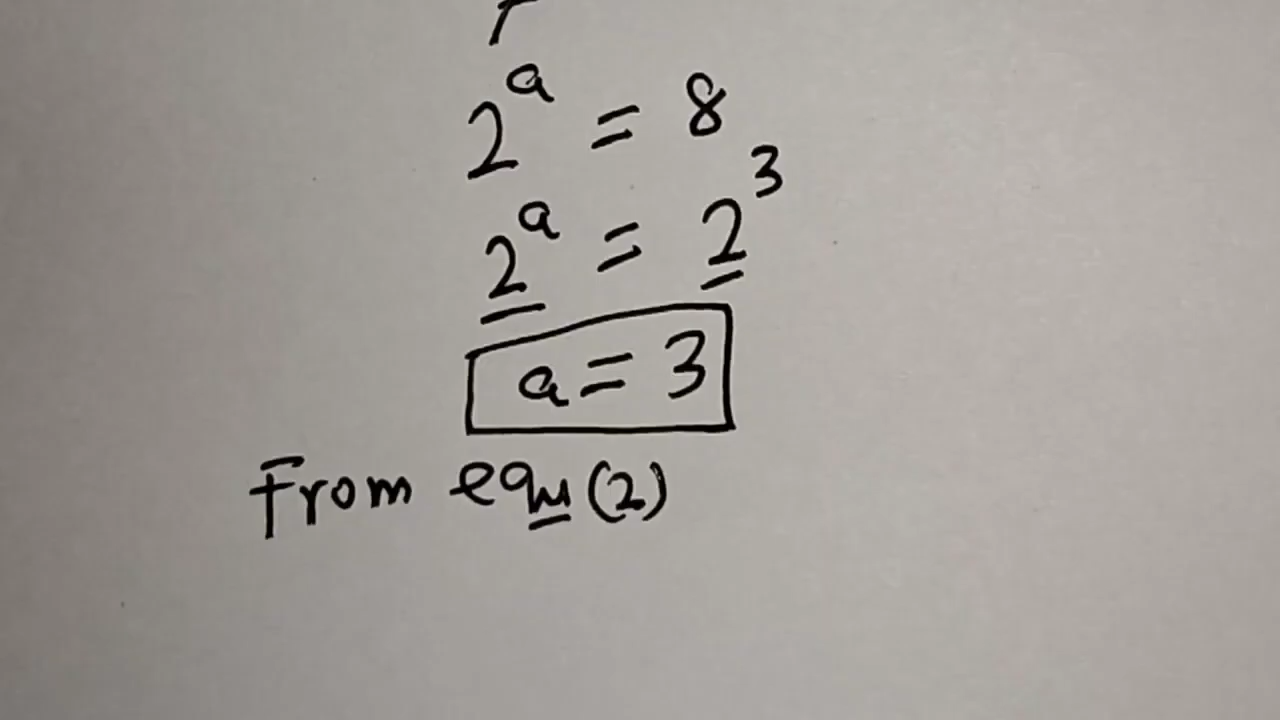 2^a = 8
2^a = 2^3
a = 3
From eqn (2)